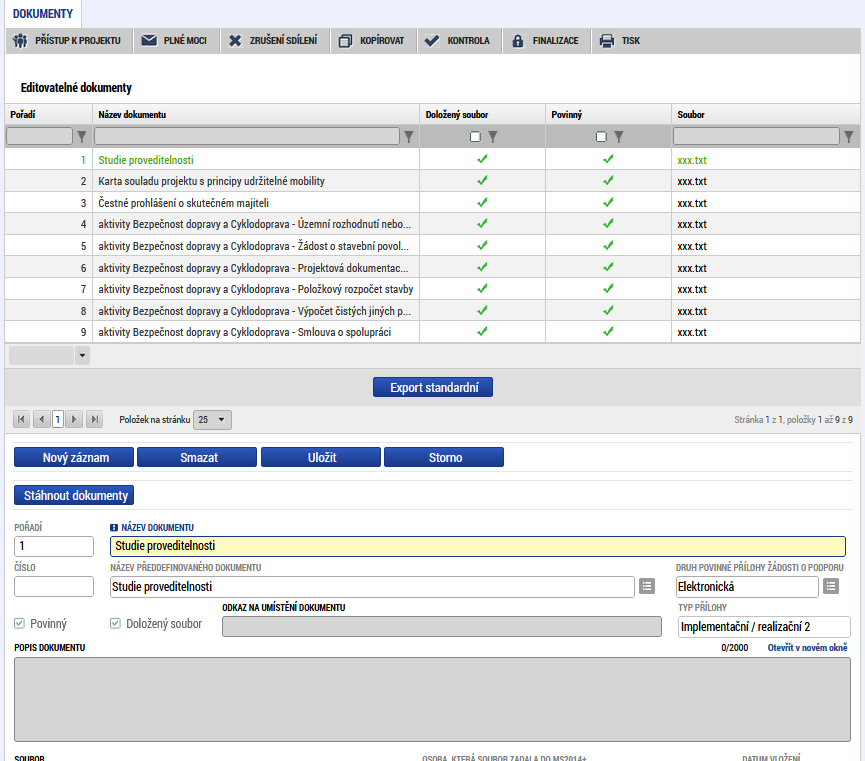 DOKUMENTY
PŘÍSTUP K PROJEKTU PLNÉ MOCI ZRUŠENÍ SDÍLENÍ KOPÍROVAT KONTROLA FINALIZACE TISK
Editovatelné dokumenty
Pořadí Název dokumentu Doložený soubor Povinný Soubor
1 Studie proveditelnosti xxx.txt
2 Karta souladu projektu s principy udržitelné mobility xxx.txt
3 Čestné prohlášení o skutečném majiteli xxx.txt
4 aktivity Bezpečnost dopravy a Cyklodoprava - Územní rozhodnutí nebo... xxx.txt
5 aktivity Bezpečnost dopravy a Cyklodoprava - Žádost o stavební povol... xxx.txt
6 aktivity Bezpečnost dopravy a Cyklodoprava - Projektová dokumentac... xxx.txt
7 aktivity Bezpečnost dopravy a Cyklodoprava - Položkový rozpočet stavby xxx.txt
8 aktivity Bezpečnost dopravy a Cyklodoprava - Výpočet čistých jiných p... xxx.txt
9 aktivity Bezpečnost dopravy a Cyklodoprava - Smlouva o spolupráci xxx.txt
Export standardní
1 Položek na stránku 25 Stránka 1 z 1, položky 1 až 9 z 9
Nový záznam Smazat Uložit Storno
Stáhnout dokumenty
POŘADÍ NÁZEV DOKUMENTU
1 Studie proveditelnosti
ČÍSLO NÁZEV PŘEDDEFINOVANÉHO DOKUMENTU DRUH POVINNÉ PŘÍLOHY ŽÁDOSTI O PODPORU
Studie proveditelnosti Elektronická
ODKAZ NA UMÍSTĚNÍ DOKUMENTU TYP PŘÍLOHY
Povinný Doložený soubor Implementační / realizační 2
POPIS DOKUMENTU 0/2000 Otevřít v novém okně
SOUBOR OSOBA, KTERÁ SOUBOR ZADALA DO MS2014+ DATUM VLOŽENÍ